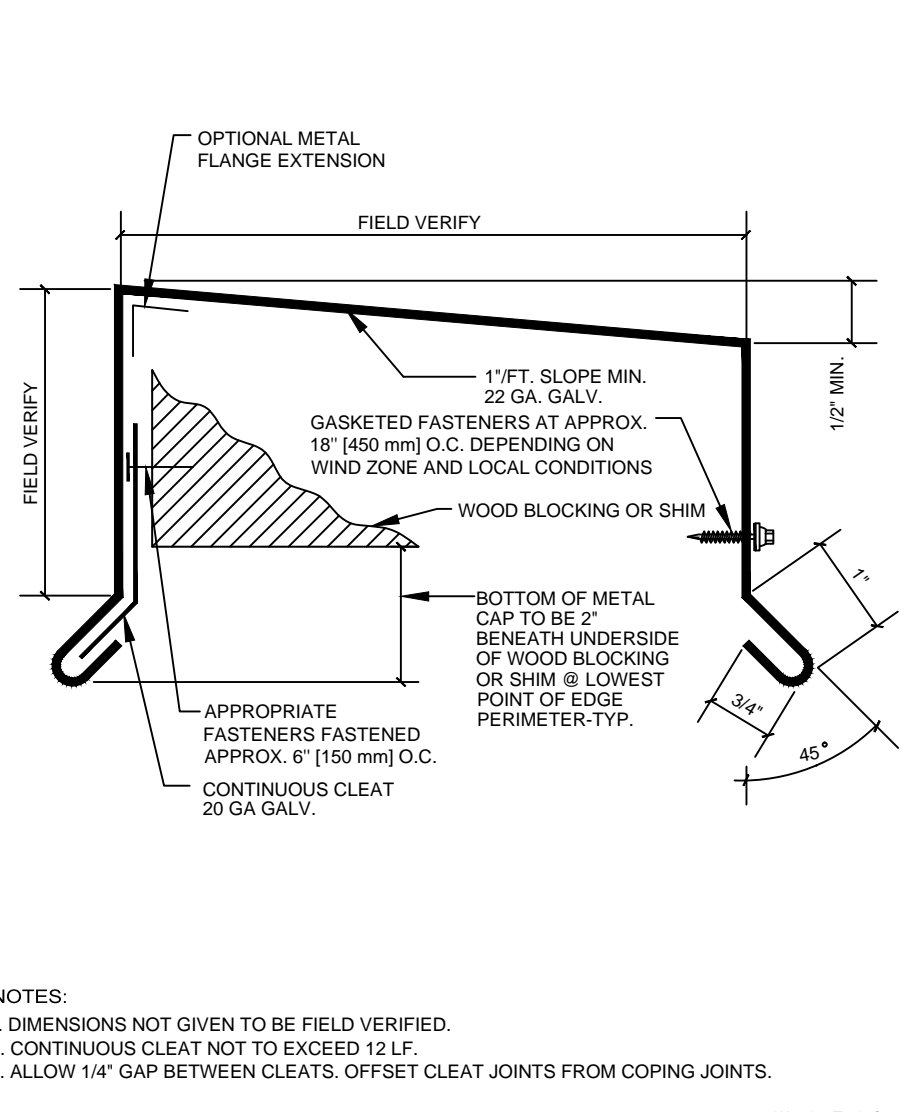 OPTIONAL METAL
FLANGE EXTENSION
FIELD VERIFY
FIELD VERIFY
1"/FT. SLOPE MIN.
22 GA. GALV.
1/2" MIN.
GASKETED FASTENERS AT APPROX.
18" [450 mm] O.C. DEPENDING ON
WIND ZONE AND LOCAL CONDITIONS
WOOD BLOCKING OR SHIM
1"
BOTTOM OF METAL
CAP TO BE 2"
BENEATH UNDERSIDE
OF WOOD BLOCKING
OR SHIM @ LOWEST
POINT OF EDGE
PERIMETER-TYP.
3/4"
45°
APPROPRIATE
FASTENERS FASTENED
APPROX. 6" [150 mm] O.C.
CONTINUOUS CLEAT
20 GA GALV.
NOTES:
. DIMENSIONS NOT GIVEN TO BE FIELD VERIFIED.
. CONTINUOUS CLEAT NOT TO EXCEED 12 LF.
. ALLOW 1/4" GAP BETWEEN CLEATS. OFFSET CLEAT JOINTS FROM COPING JOINTS.